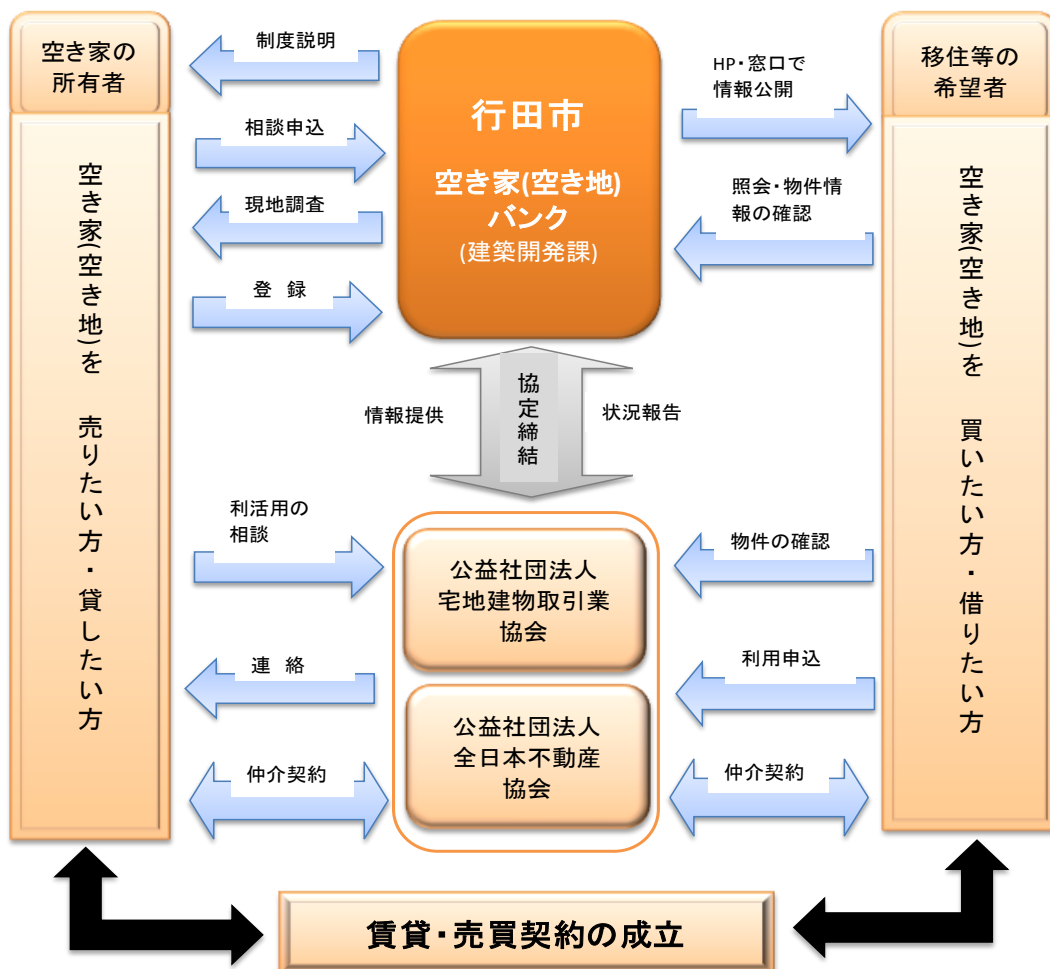 空き家の
所有者
空き家(空き地)を 売りたい方・貸したい方
制度説明
相談申込
現地調査
登 録
行田市
空き家(空き地)
バンク
(建築開発課)
HP・窓口で
情報公開
照会・物件情
報の確認
移住等の
希望者
空き家(空き地)を 買いたい方・借りたい方
情報提供
協定締結
状況報告
利活用の
相談
連 絡
仲介契約
公益社団法人
宅地建物取引業
協会
公益社団法人
全日本不動産
協会
物件の確認
利用申込
仲介契約
賃貸・売買契約の成立